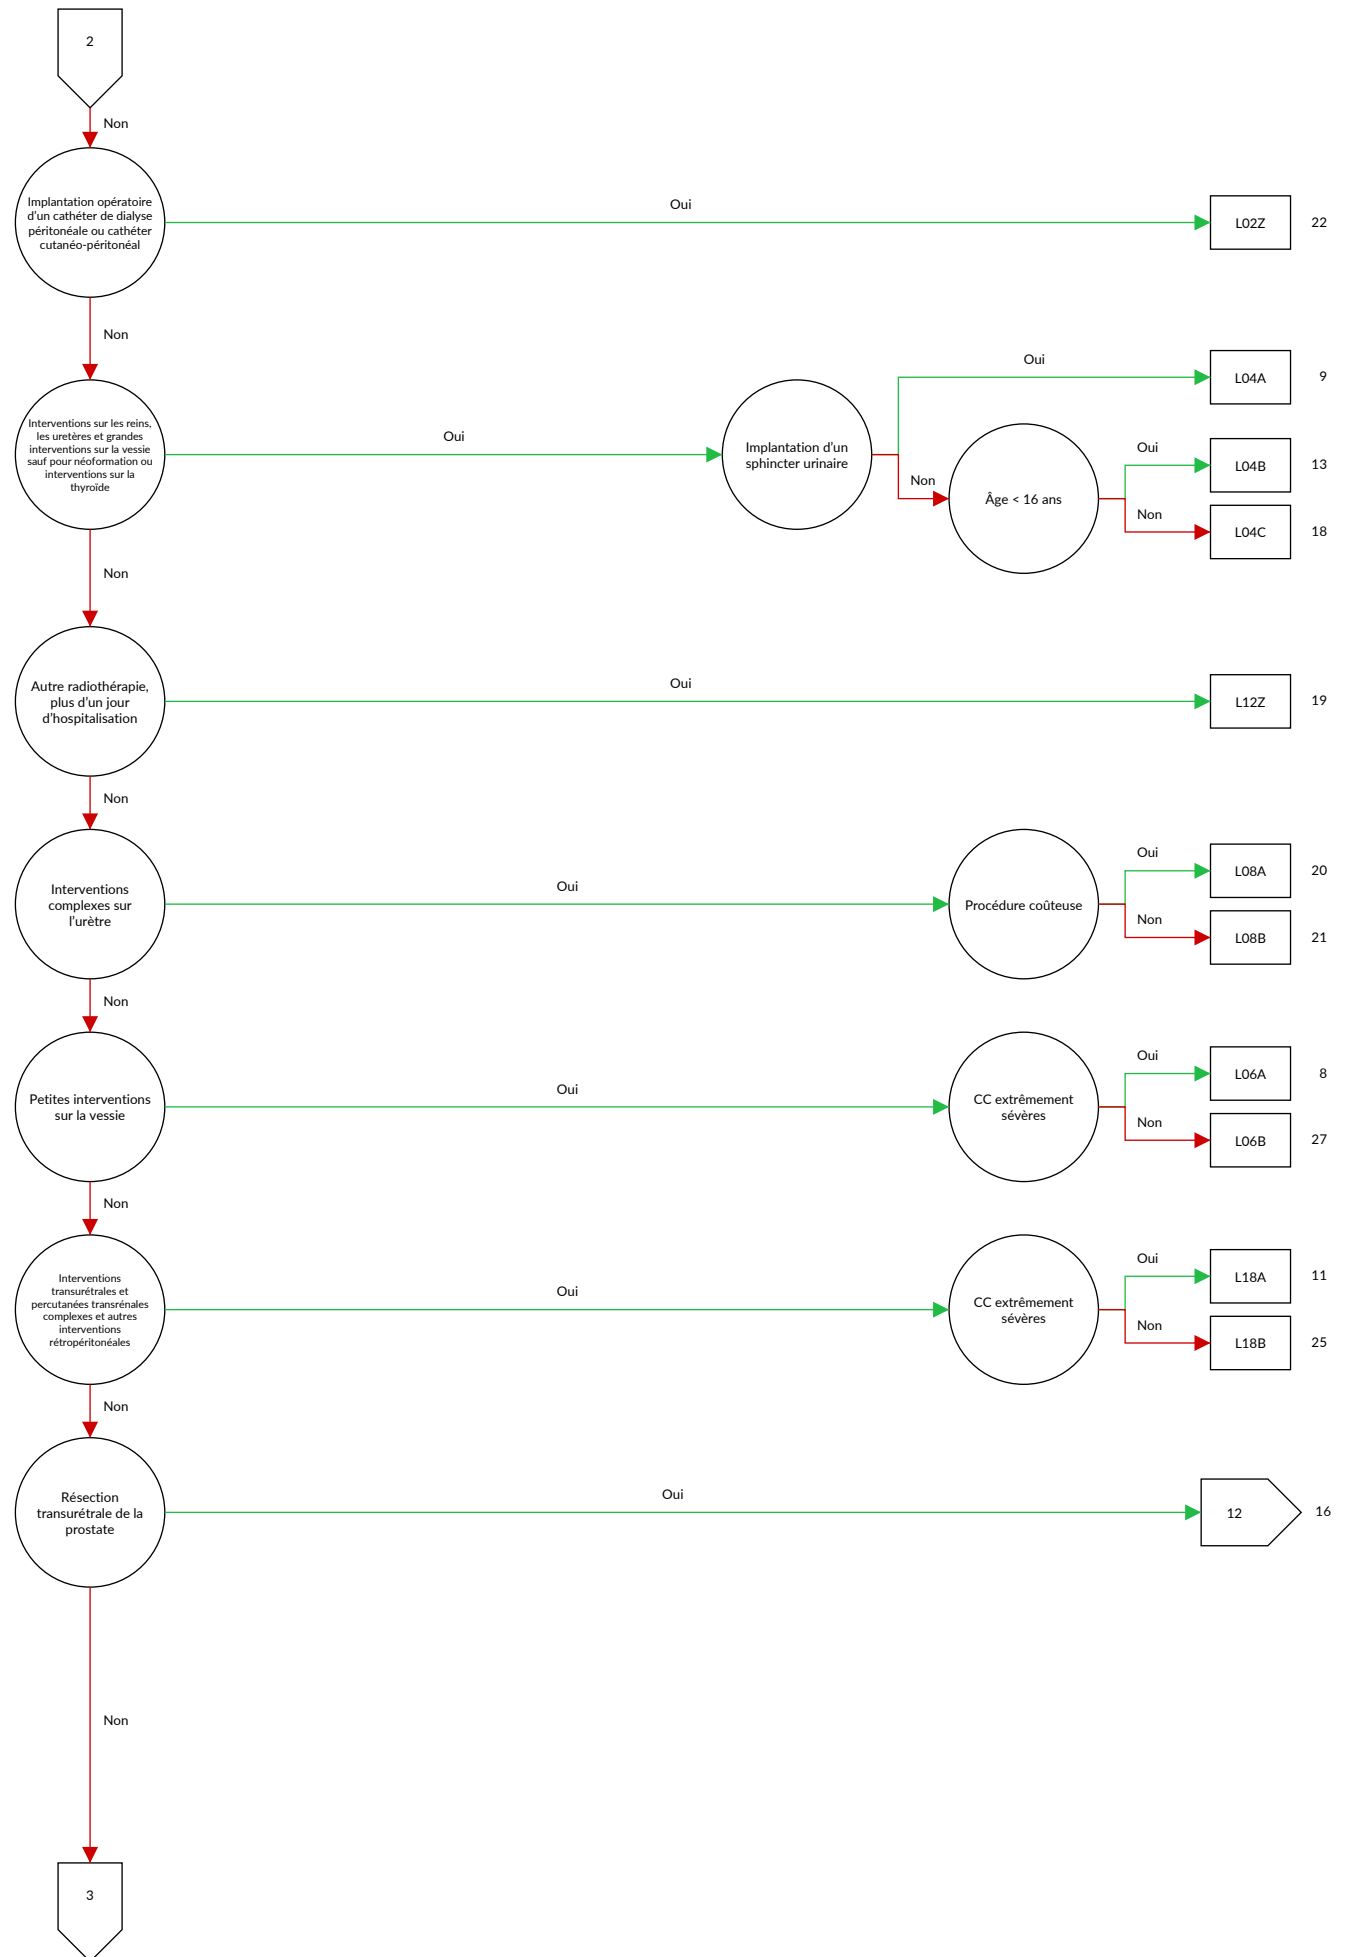 2
Non
Implantation opératoire
d'un cathéter de dialyse
péritonéale ou cathéter
cutanéo-péritonéal
Oui
L02Z
22
Non
Interventions sur les reins,
les uretères et grandes
interventions sur la vessie
sauf pour néoformation ou
interventions sur la
thyroïde
Oui
Implantation d'un
sphincter urinaire
Oui
L04A
9
Non
Âge < 16 ans
Oui
L04B
13
Non
L04C
18
Non
Autre radiothérapie,
plus d'un jour
d'hospitalisation
Oui
L12Z
19
Non
Interventions
complexes sur
l'urètre
Oui
Procédure coûteuse
Oui
L08A
20
Non
L08B
21
Non
Petites interventions
sur la vessie
Oui
CC extrêmement
sévères
Oui
L06A
8
Non
L06B
27
Non
Interventions
transurétrales et
percutanées transrénales
complexes et autres
interventions
rétropéritonéales
Oui
CC extrêmement
sévères
Oui
L18A
11
Non
L18B
25
Non
Résection
transurétrale de la
prostate
Oui
12
16
Non
3